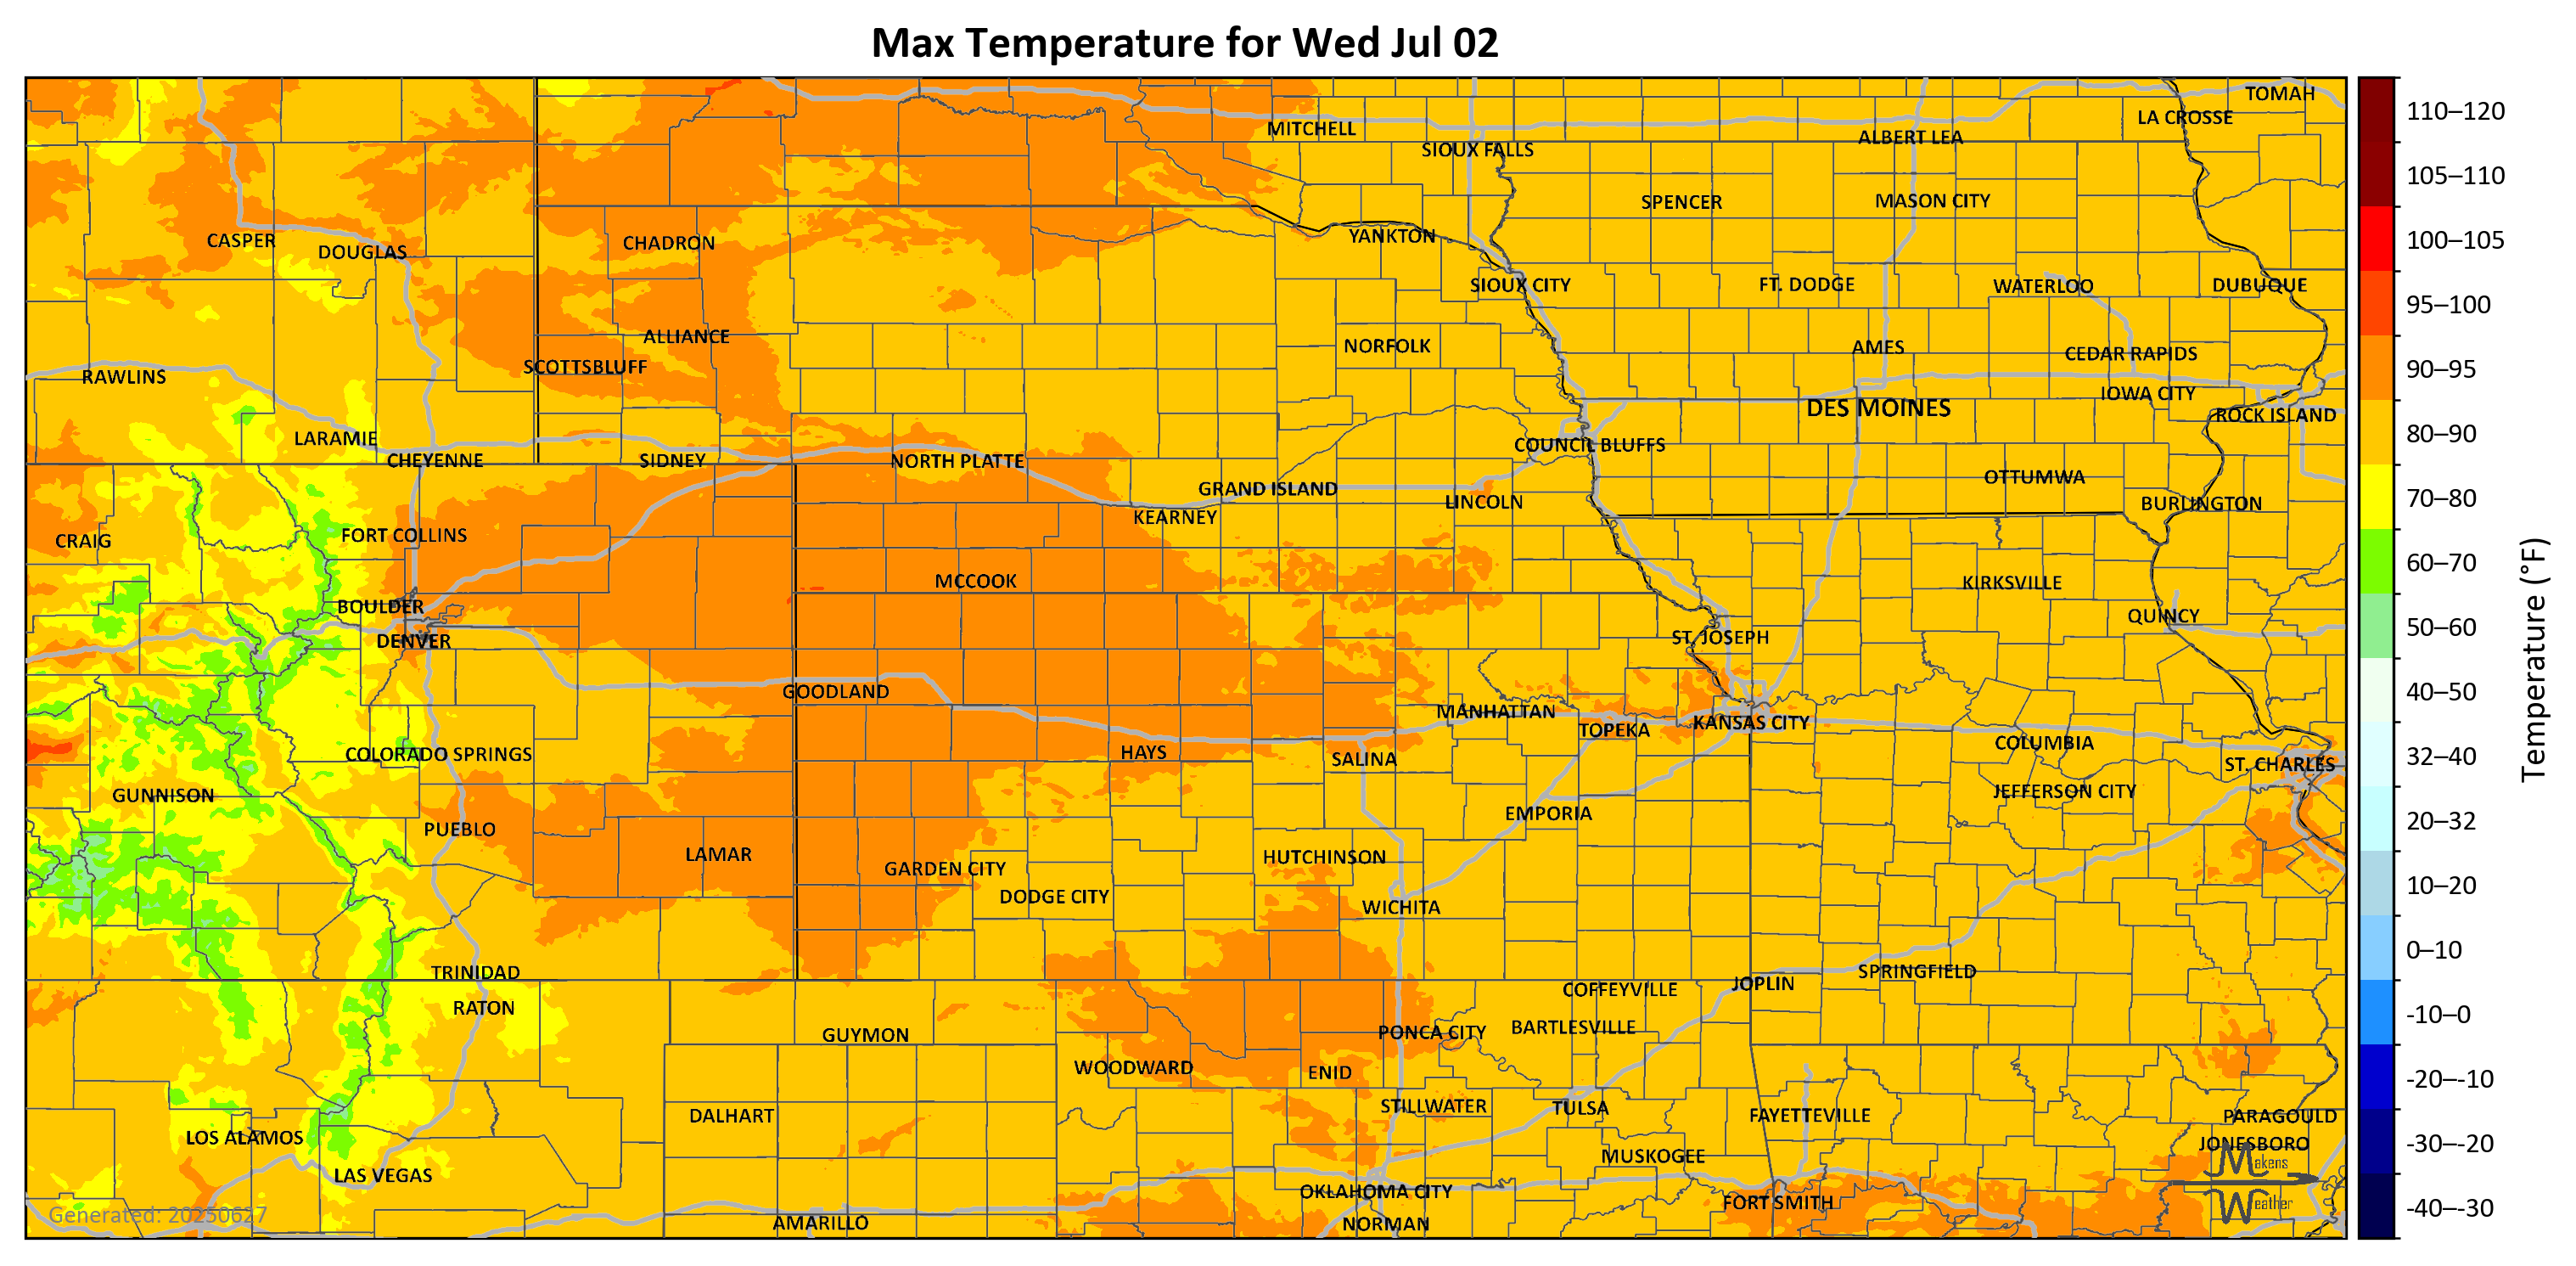 Max Temperature for Wed Jul 02
TOMAH
LA CROSSE
MITCHELL
ALBERT LEA
SIOUX FALLS
SPENCER
MASON CITY
CASPER
DOUGLAS
CHADRON
YANKTON
SIOUX CITY
FT. DODGE
WATERLOO
DUBUQUE
ALLIANCE
NORFOLK
AMES
CEDAR RAPIDS
SCOTTSBLUFF
RAWLINS
IOWA CITY
DES MOINES
ROCK ISLAND
LARAMIE
COUNCIL BLUFFS
CHEYENNE
SIDNEY
NORTH PLATTE
OTTUMWA
GRAND ISLAND
LINCOLN
BURLINGTON
KEARNEY
FORT COLLINS
CRAIG
MCCOOK
KIRKSVILLE
BOULDER
QUINCY
DENVER
ST. JOSEPH
GOODLAND
MANHATTAN
KANSAS CITY
TOPEKA
COLUMBIA
COLORADO SPRINGS
HAYS
SALINA
ST. CHARLES
GUNNISON
JEFFERSON CITY
EMPORIA
PUEBLO
LAMAR
HUTCHINSON
GARDEN CITY
DODGE CITY
WICHITA
TRINIDAD
SPRINGFIELD
JOPLIN
COFFEYVILLE
RATON
BARTLESVILLE
PONCA CITY
GUYMON
WOODWARD
ENID
STILLWATER
TULSA
DALHART
FAYETTEVILLE
PARAGOULD
LOS ALAMOS
JONESBORO
MUSKOGEE
LAS VEGAS
OKLAHOMA CITY
FORT SMITH
AMARILLO
NORMAN
Generated: 20250627
Makens
Weather
110–120
105–110
100–105
95–100
90–95
80–90
70–80
60–70
50–60
40–50
32–40
20–32
10–20
0–10
-10–0
-20–-10
-30–-20
-40–-30
Temperature (°F)